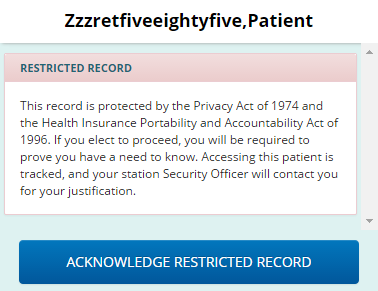 Zzzretfiveeightyfive,Patient
RESTRICTED RECORD
This record is protected by the Privacy Act of 1974 and
the Health Insurance Portability and Accountability Act of
1996. If you elect to proceed, you will be required to
prove you have a need to know. Accessing this patient is
tracked, and your station Security Officer will contact you
for your justification.
ACKNOWLEDGE RESTRICTED RECORD